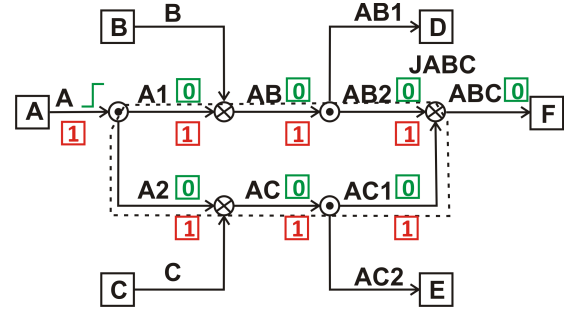 B B AB1 D
JABC
A A A1 0 AB 0 AB2 0 ABC 0 F
1 1 1 1
A2 0 AC 0 AC1 0
1 1 1
C C AC2 E